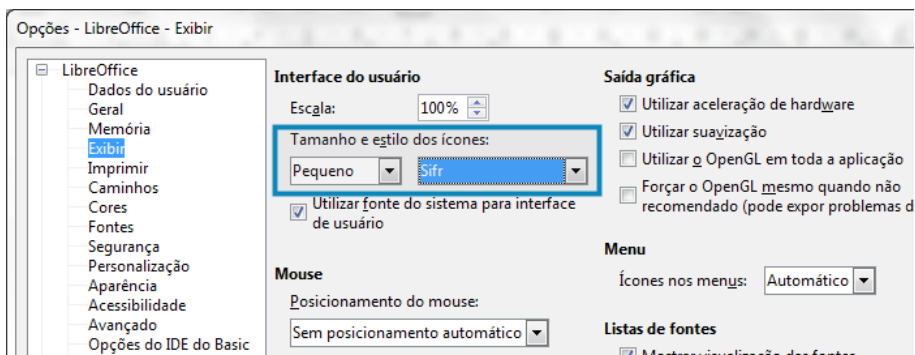 Opções - LibreOffice - Exibir
LibreOffice
Dados do usuário
Geral
Memória
Exibir
Imprimir
Caminhos
Cores
Fontes
Segurança
Personalização
Aparência
Acessibilidade
Avançado
Opções do IDE do Basic
Interface do usuário
Escala: 100%
Tamanho e estilo dos ícones:
Pequeno Sifr
Utilizar fonte do sistema para interface
de usuário
Mouse
Posicionamento do mouse:
Sem posicionamento automático
Saída gráfica
Utilizar aceleração de hardware
Utilizar suavização
Utilizar o OpenGL em toda a aplicação
Forçar o OpenGL mesmo quando não
recomendado (pode expor problemas d
Menu
Ícones nos menus: Automático
Listas de fontes
Mostrar visualização das fontes